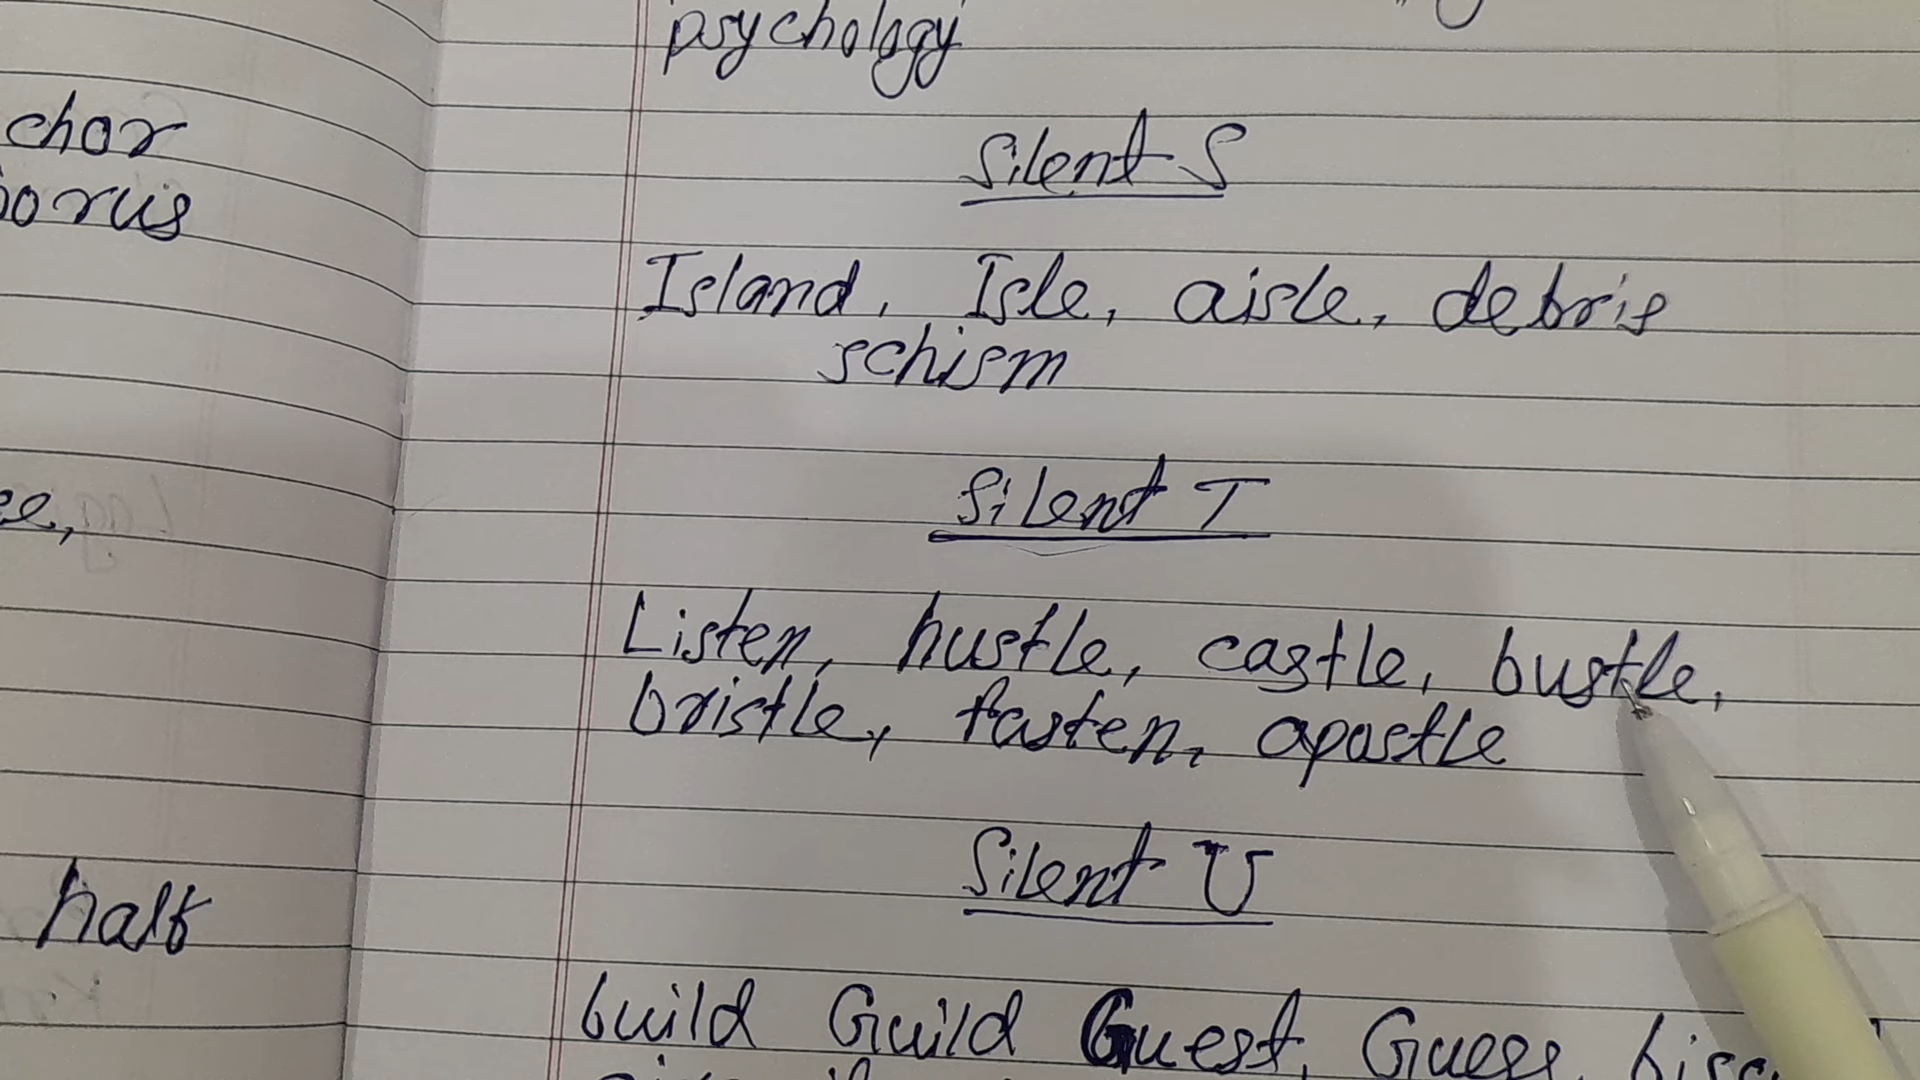 psychology
Silent S
Island, Isle, aisle, debris
schism
Silent T
Listen, hustle, castle, bustle,
bristle, fasten, apostle
Silent U
build Guild Guest, Guess,
chor
orus
half